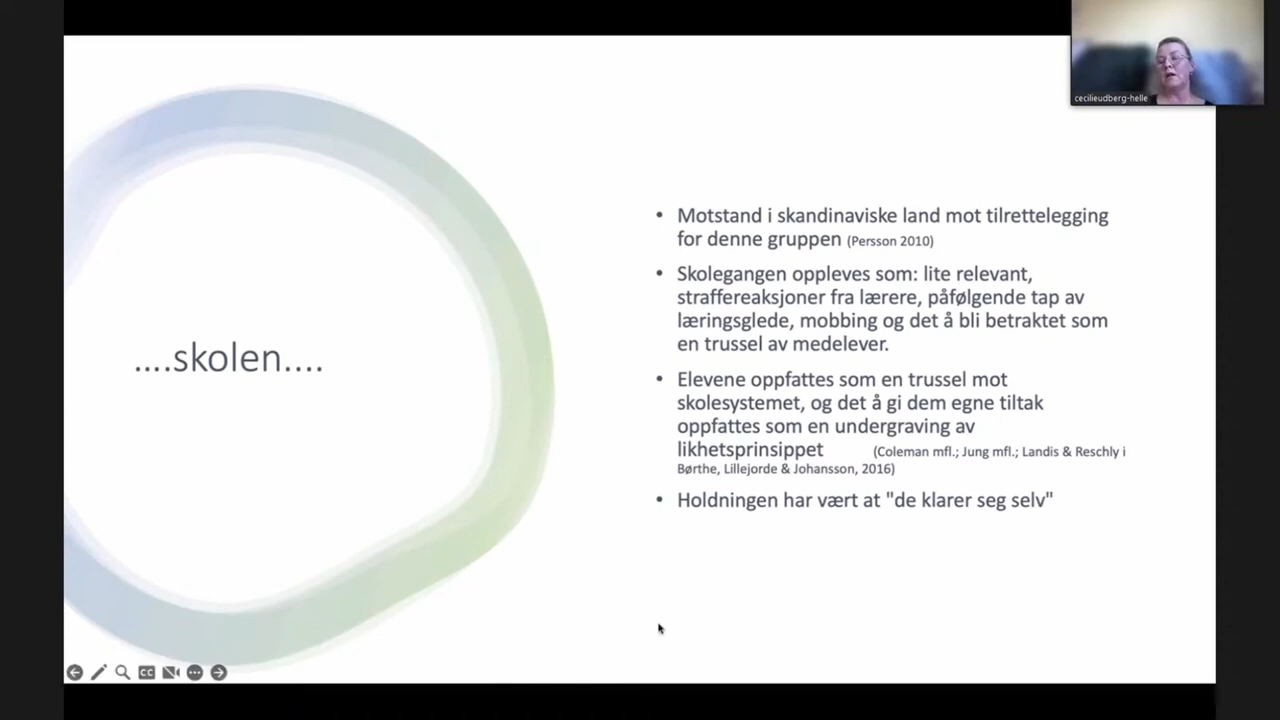 cecilieudberg-helle
....skolen....
• Motstand i skandinaviske land mot tilrettelegging
for denne gruppen (Persson 2010)
• Skolegangen oppleves som: lite relevant,
straffereaksjoner fra lærere, påfølgende tap av
læringsglede, mobbing og det å bli betraktet som
en trussel av medelever.
• Elevene oppfattes som en trussel mot
skolesystemet, og det å gi dem egne tiltak
oppfattes som en undergraving av
likhetsprinsippet (Coleman mfl.; Jung mfl.; Landis & Reschly i
Børthe, Lillejorde & Johansson, 2016)
• Holdningen har vært at "de klarer seg selv"
CC